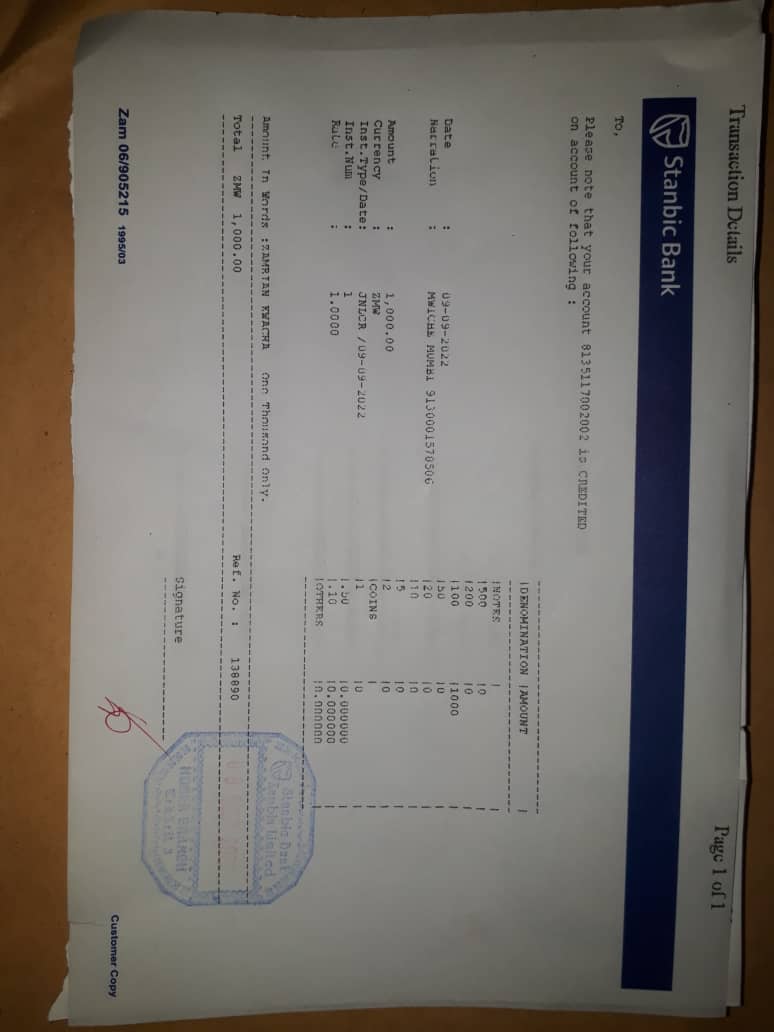 Transaction Details Page 1 of 1
Stanbic Bank
To,
Please note that your account 8135117002002 is CREDITED
on account of following :
|DENOMINATION |AMOUNT |
|NOTES | |
|500 |0 |
|200 |0 |
Date : 09-09-2022 |100 |1000 |
|50 |0 |
Narration : MWICHE MUMBI 9130001570506 |20 |0 |
|10 |0 |
|5 |0 |
Amount : 1,000.00 |2 |0 |
Currency : ZMW |COINS | |
Inst.Type/Date: JNLCR /09-09-2022 |1 |0 |
Inst.Num : 1 |.50 |0.000000 |
Rate : 1.0000 |.10 |0.000000 |
|OTHERS |0.000000 |
Amount In Words :ZAMBIAN KWACHA One Thousand Only.
Total ZMW 1,000.00 Ref. No. : 138890
Stanbic Bank
Zambia Limited
BRANCH
Signature
Zam 06/905215 1995/03 Customer Copy